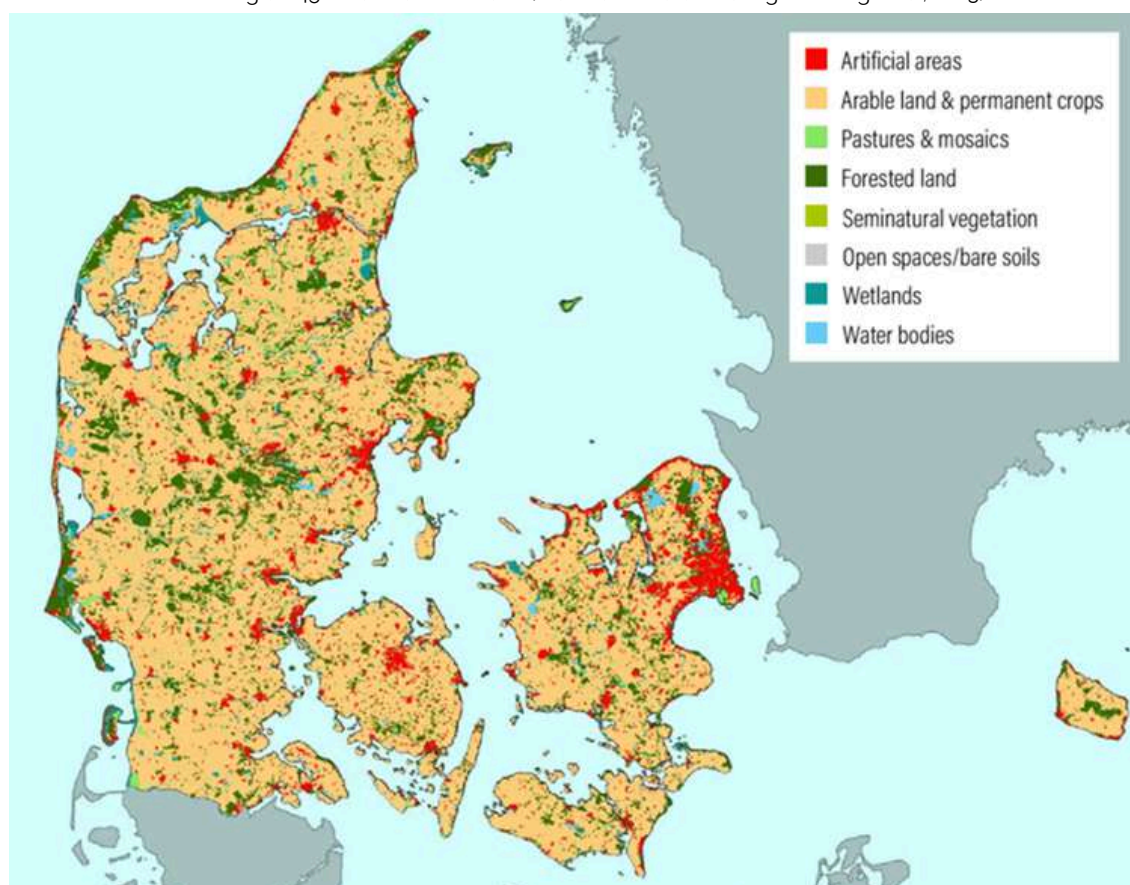 Artificial areas
Arable land & permanent crops
Pastures & mosaics
Forested land
Seminatural vegetation
Open spaces/bare soils
Wetlands
Water bodies